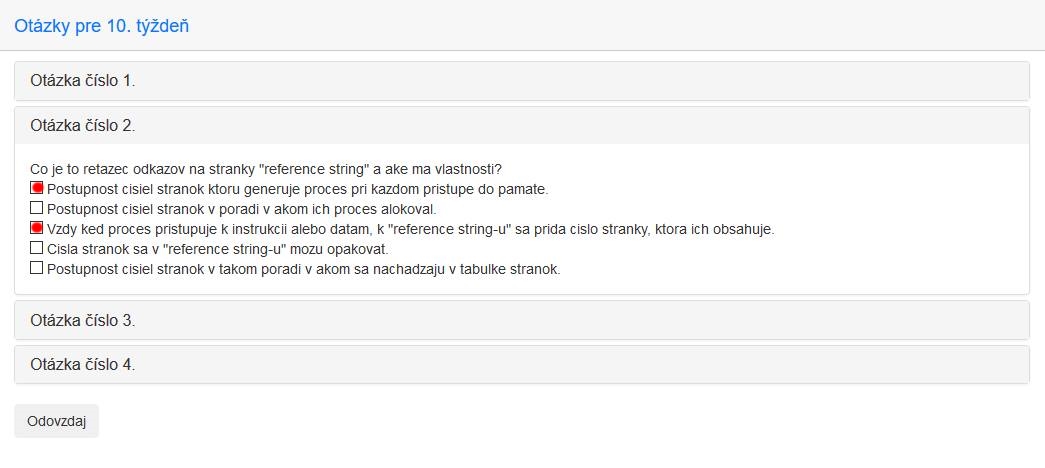 Otázky pre 10. týždeň
Otázka číslo 1.
Otázka číslo 2.
Co je to retazec odkazov na stranky "reference string" a ake ma vlastnosti?
Postupnost cisiel stranok ktoru generuje proces pri kazdom pristupe do pamate.
Postupnost cisiel stranok v poradi v akom ich proces alokoval.
Vzdy ked proces pristupuje k instrukcii alebo datam, k "reference string-u" sa prida cislo stranky, ktora ich obsahuje.
Cisla stranok sa v "reference string-u" mozu opakovat.
Postupnost cisiel stranok v takom poradi v akom sa nachadzaju v tabulke stranok.
Otázka číslo 3.
Otázka číslo 4.
Odovzdaj